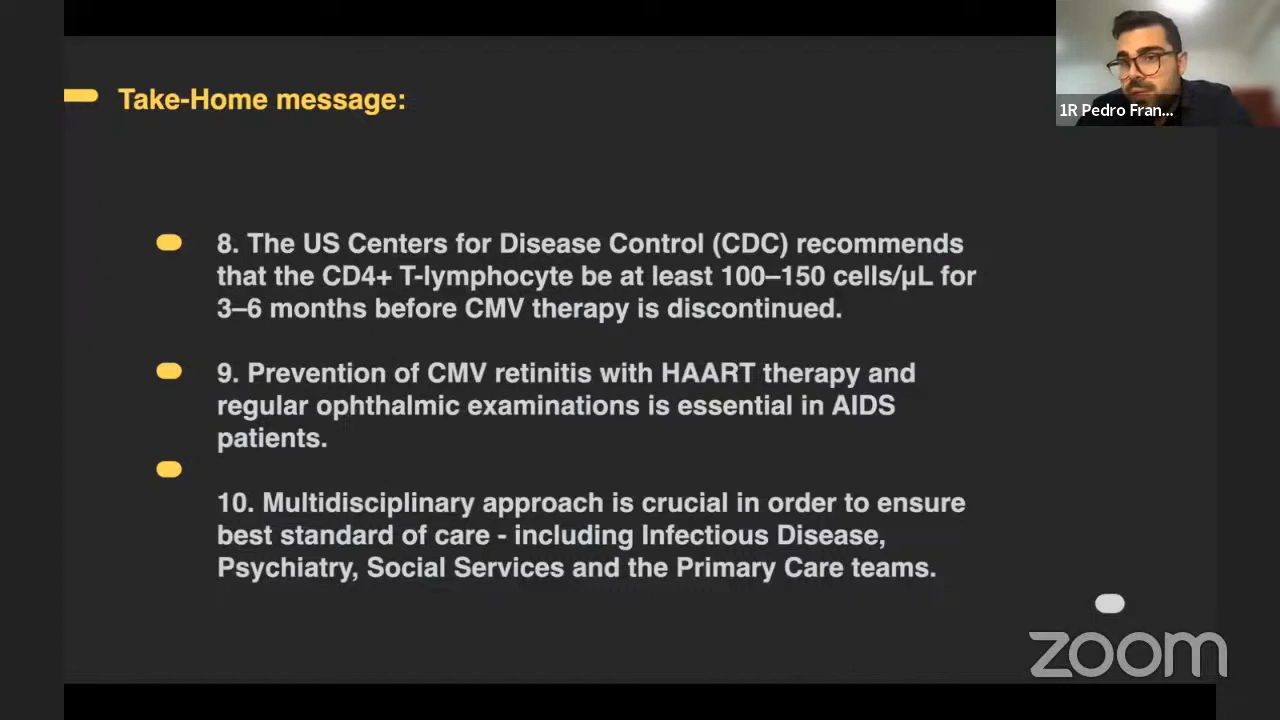 Take-Home message:
1R Pedro Fran...
8. The US Centers for Disease Control (CDC) recommends
that the CD4+ T-lymphocyte be at least 100–150 cells/µL for
3–6 months before CMV therapy is discontinued.
9. Prevention of CMV retinitis with HAART therapy and
regular ophthalmic examinations is essential in AIDS
patients.
10. Multidisciplinary approach is crucial in order to ensure
best standard of care - including Infectious Disease,
Psychiatry, Social Services and the Primary Care teams.
zoom